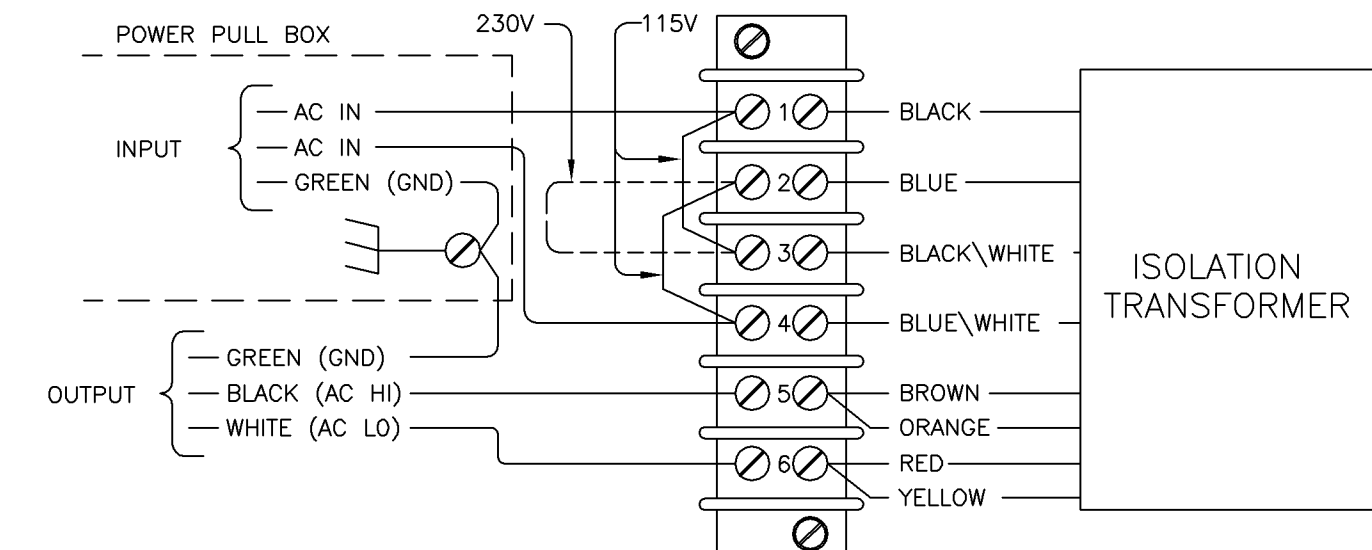 230V
115V
POWER PULL BOX
AC IN
1
BLACK
INPUT
AC IN
GREEN (GND)
2
BLUE
3
BLACK\WHITE
ISOLATION
TRANSFORMER
4
BLUE\WHITE
GREEN (GND)
OUTPUT
BLACK (AC HI)
5
BROWN
WHITE (AC LO)
ORANGE
6
RED
YELLOW